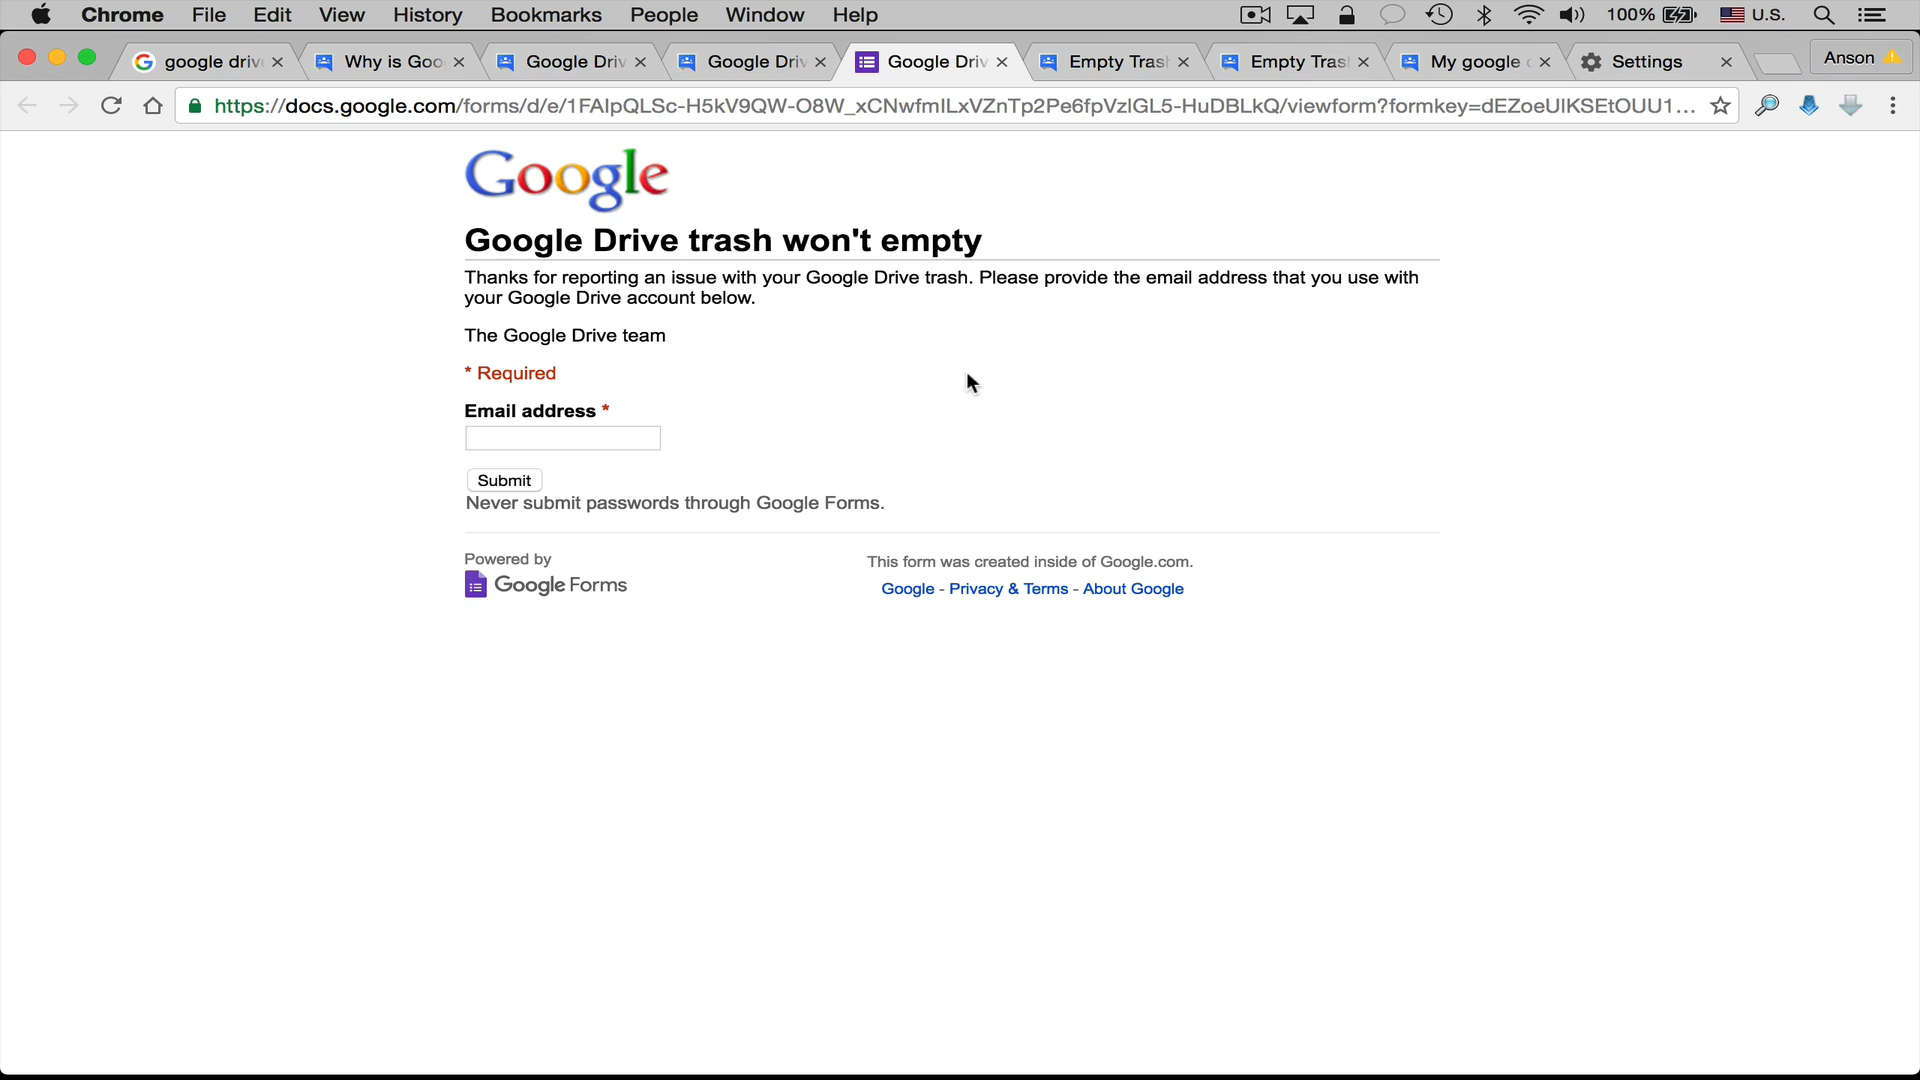 Chrome File Edit View History Bookmarks People Window Help 100% U.S.
google driv Why is Goo Google Driv Google Driv Google Driv Empty Tras Empty Tras My google Settings Anson
https://docs.google.com/forms/d/e/1FAIpQLSc-H5kV9QW-O8W_xCNwfmILxVZnTp2Pe6fpVzlGL5-HuDBLkQ/viewform?formkey=dEZoeUlKSEtOUU1...
Google
Google Drive trash won't empty
Thanks for reporting an issue with your Google Drive trash. Please provide the email address that you use with
your Google Drive account below.
The Google Drive team
* Required
Email address *
Submit
Never submit passwords through Google Forms.
Powered by
Google Forms
This form was created inside of Google.com.
Google - Privacy & Terms - About Google